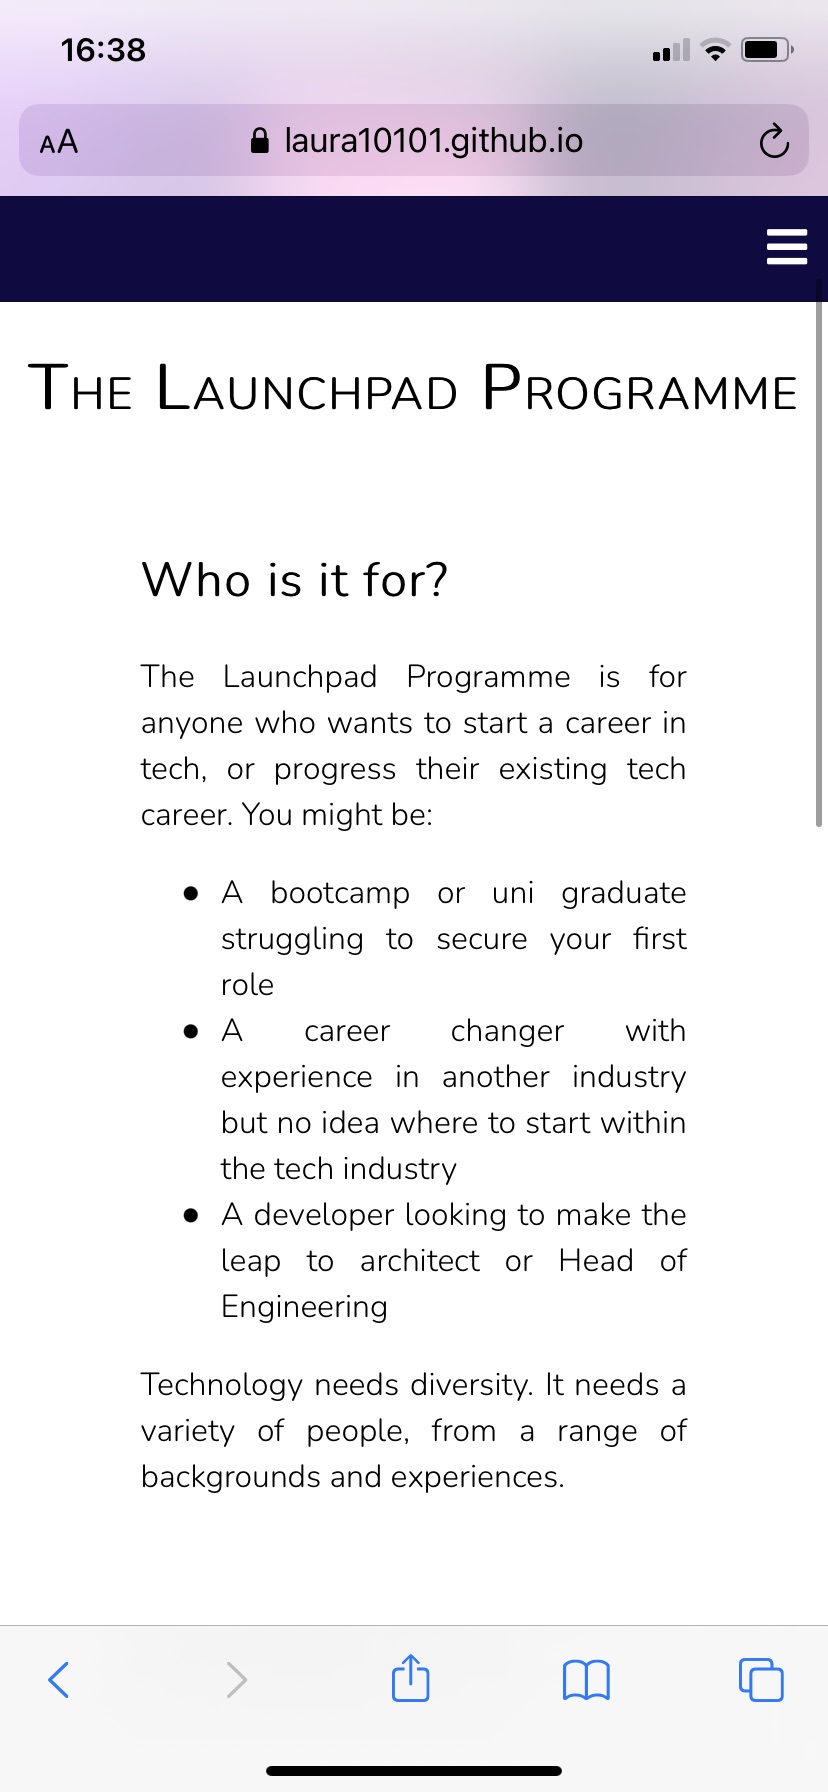 16:38
AA laura10101.github.io
The Launchpad Programme
Who is it for?
The Launchpad Programme is for
anyone who wants to start a career in
tech, or progress their existing tech
career. You might be:
● A bootcamp or uni graduate
struggling to secure your first
role
● A career changer with
experience in another industry
but no idea where to start within
the tech industry
● A developer looking to make the
leap to architect or Head of
Engineering
Technology needs diversity. It needs a
variety of people, from a range of
backgrounds and experiences.